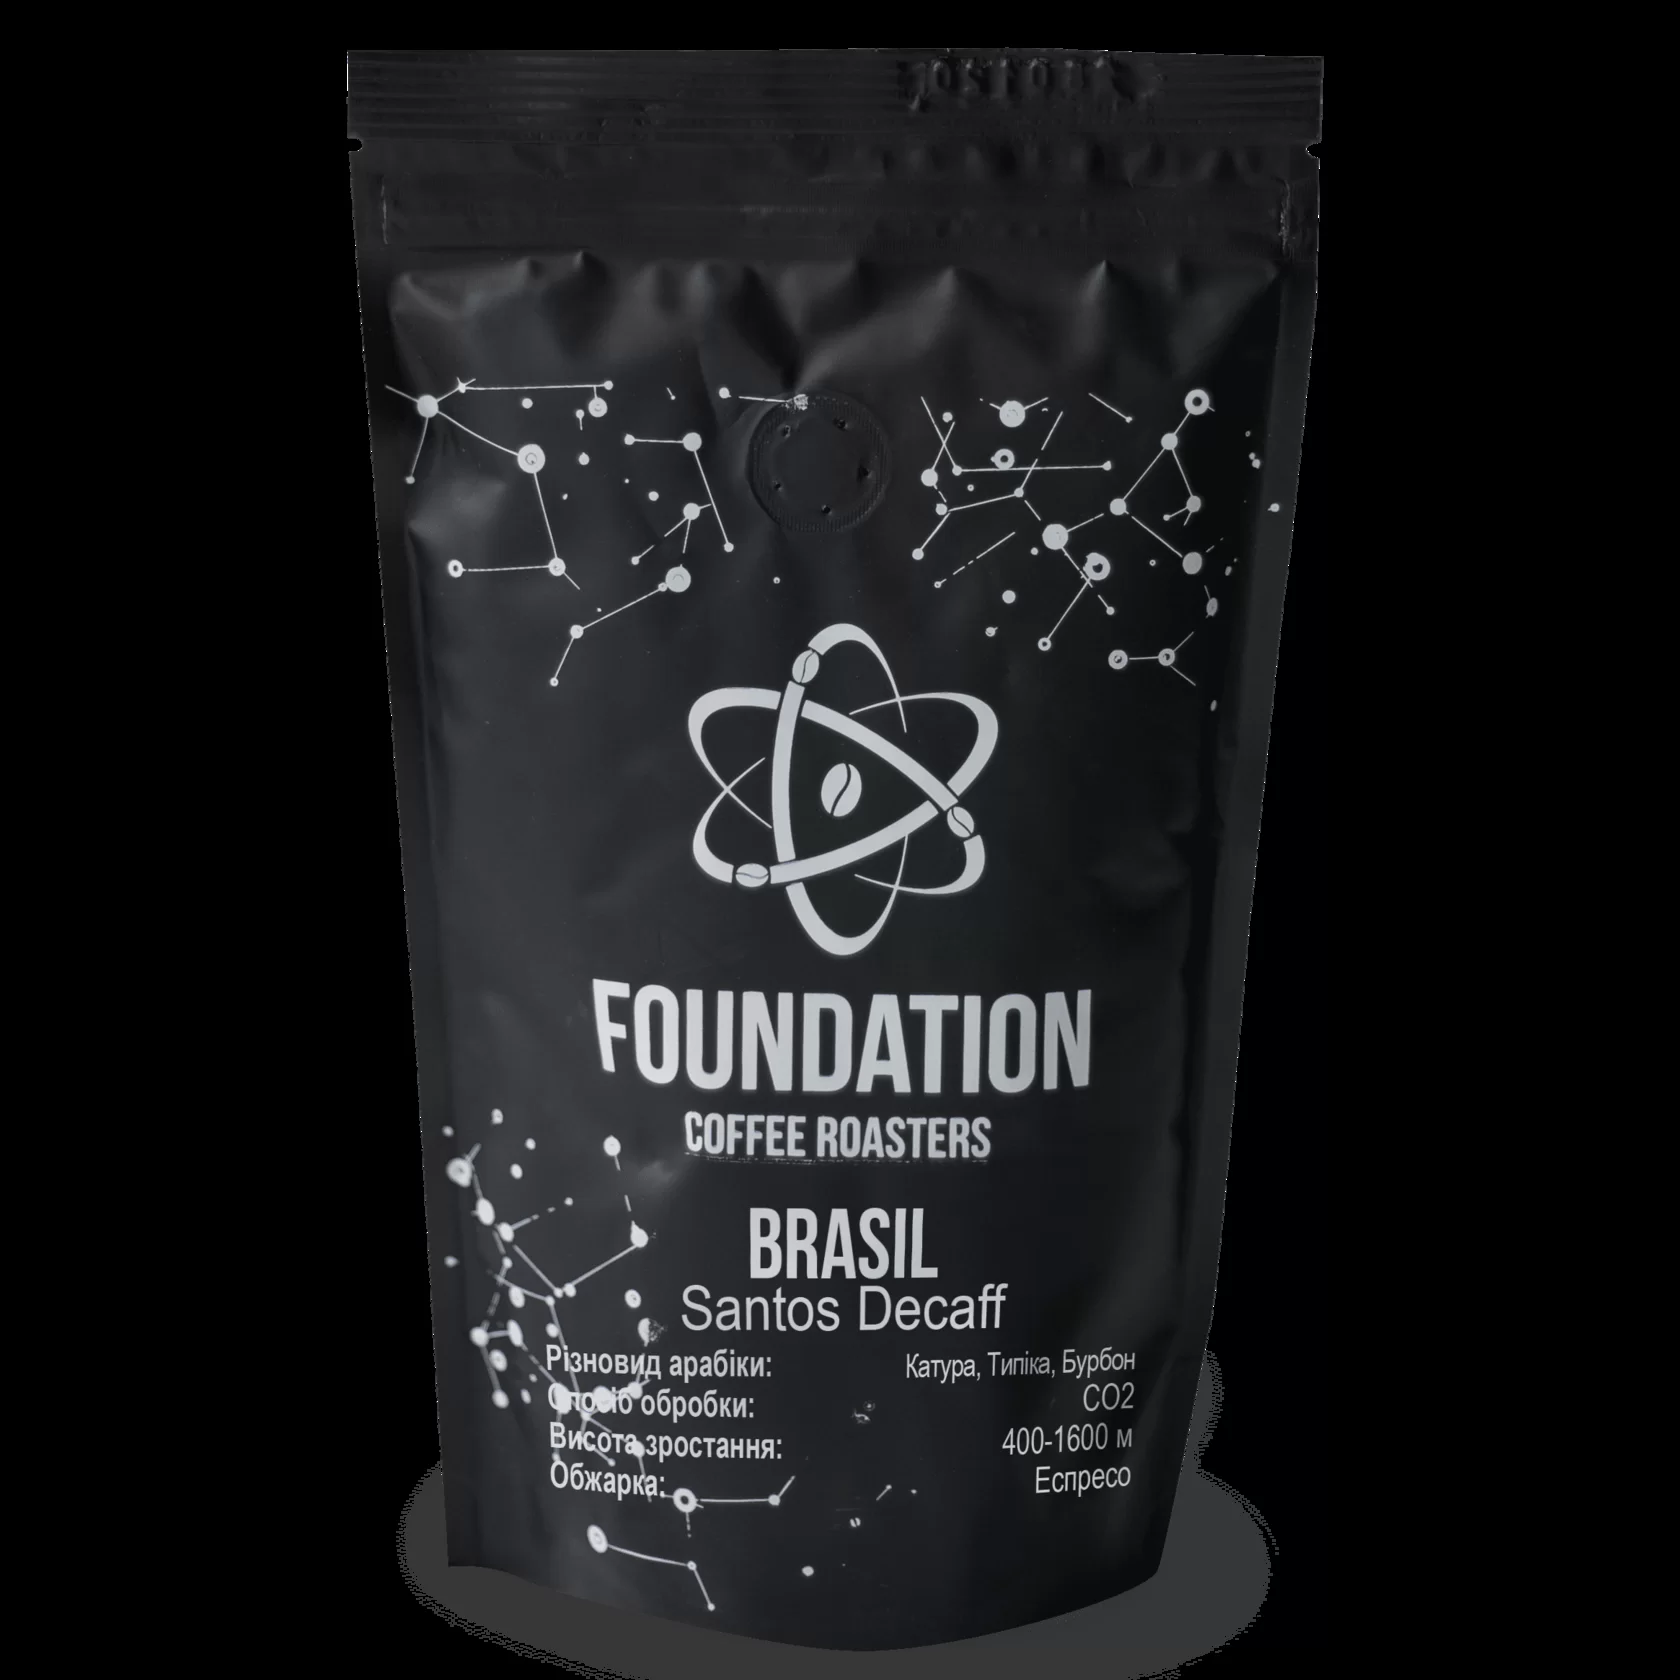 FOUNDATION
COFFEE ROASTERS
BRASIL
Santos Decaff
Різновид арабіки: Катура, Типіка, Бурбон
Спосіб обробки: CO2
Висота зростання: 400-1600 м
Обжарка: Еспресо